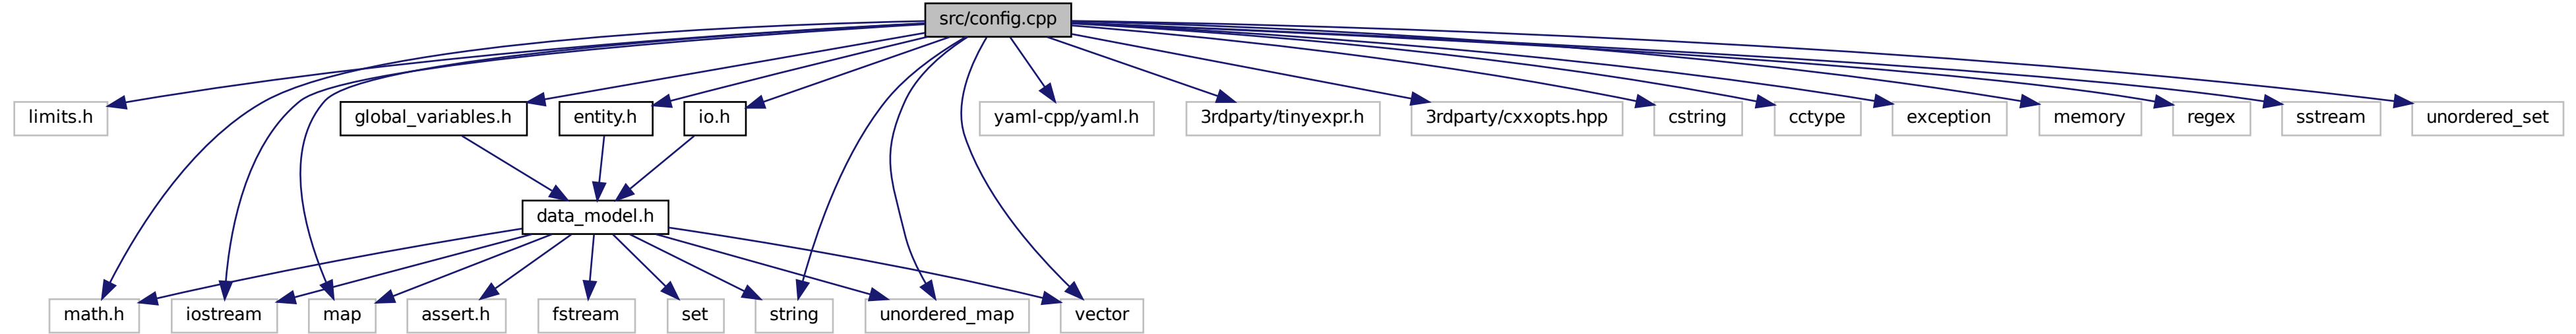 src/config.cpp
limits.h
global_variables.h
entity.h
io.h
yaml-cpp/yaml.h
3rdparty/tinyexpr.h
3rdparty/cxxopts.hpp
cstring
cctype
exception
memory
regex
sstream
unordered_set
data_model.h
math.h
iostream
map
assert.h
fstream
set
string
unordered_map
vector